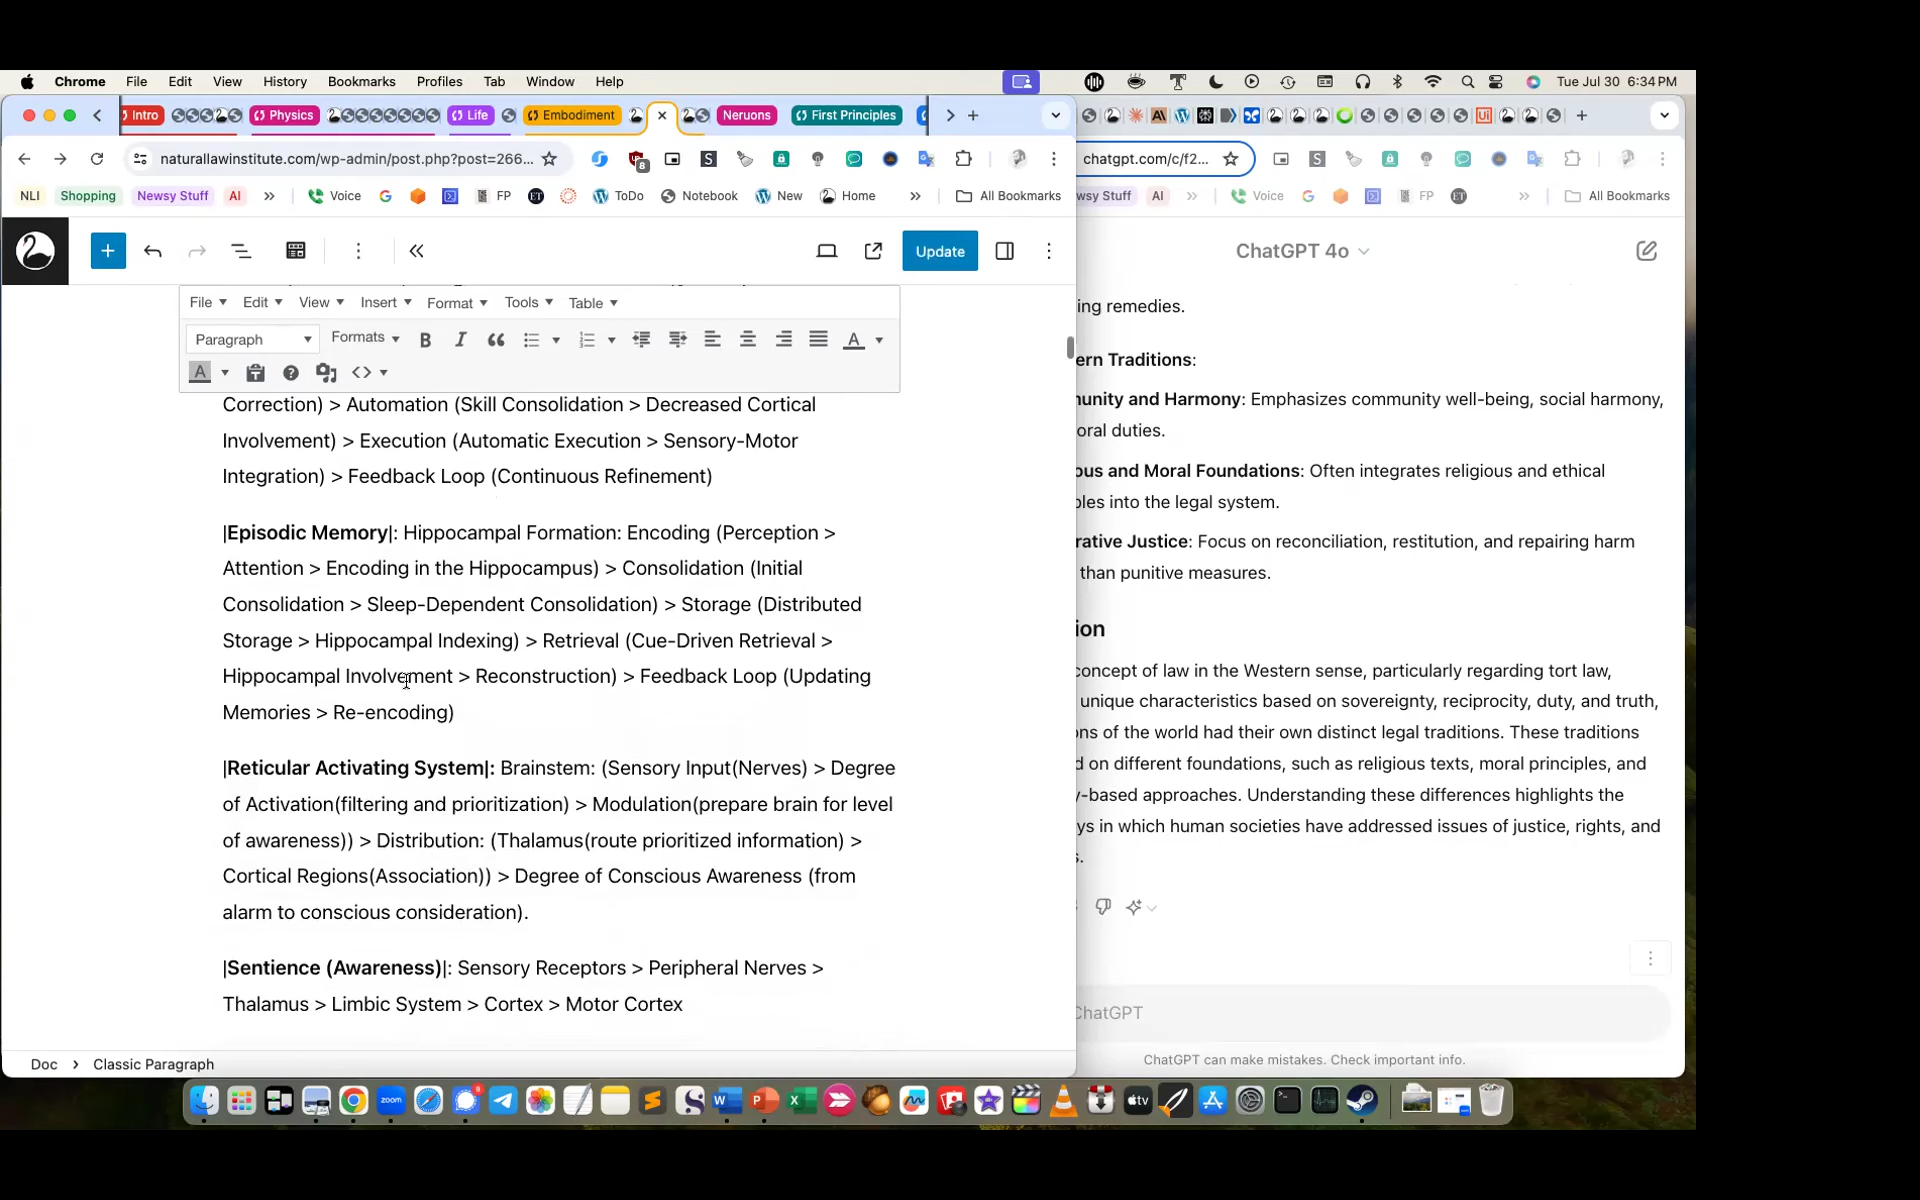 Chrome File Edit View History Bookmarks Profiles Tab Window Help Tue Jul 30 6:34 PM
Intro Physics Life Embodiment Neruons First Principles
naturallawinstitute.com/wp-admin/post.php?post=266...
8
chatgpt.com/c/f2...
NLI Shopping Newsy Stuff AI » Voice G FP ET ToDo Notebook New Home » All Bookmarks
wsy Stuff AI » Voice G FP ET » All Bookmarks
Update
ChatGPT 4o
File Edit View Insert Format Tools Table
Paragraph Formats B I A
A
Correction) > Automation (Skill Consolidation > Decreased Cortical
Involvement) > Execution (Automatic Execution > Sensory-Motor
Integration) > Feedback Loop (Continuous Refinement)
|Episodic Memory|: Hippocampal Formation: Encoding (Perception >
Attention > Encoding in the Hippocampus) > Consolidation (Initial
Consolidation > Sleep-Dependent Consolidation) > Storage (Distributed
Storage > Hippocampal Indexing) > Retrieval (Cue-Driven Retrieval >
Hippocampal Involvement > Reconstruction) > Feedback Loop (Updating
Memories > Re-encoding)
|Reticular Activating System|: Brainstem: (Sensory Input(Nerves) > Degree
of Activation(filtering and prioritization) > Modulation(prepare brain for level
of awareness)) > Distribution: (Thalamus(route prioritized information) >
Cortical Regions(Association)) > Degree of Conscious Awareness (from
alarm to conscious consideration).
|Sentience (Awareness)|: Sensory Receptors > Peripheral Nerves >
Thalamus > Limbic System > Cortex > Motor Cortex
Doc › Classic Paragraph
ing remedies.
ern Traditions:
unity and Harmony: Emphasizes community well-being, social harmony,
oral duties.
ous and Moral Foundations: Often integrates religious and ethical
ples into the legal system.
rative Justice: Focus on reconciliation, restitution, and repairing harm
than punitive measures.
ion
concept of law in the Western sense, particularly regarding tort law,
unique characteristics based on sovereignty, reciprocity, duty, and truth,
ons of the world had their own distinct legal traditions. These traditions
d on different foundations, such as religious texts, moral principles, and
y-based approaches. Understanding these differences highlights the
ys in which human societies have addressed issues of justice, rights, and
s.
ChatGPT
ChatGPT can make mistakes. Check important info.
zoom
tv